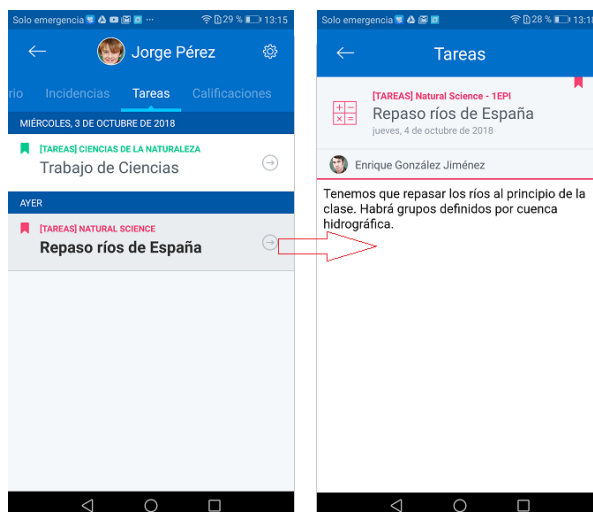 Solo emergencia
29 %
13:15
Jorge Pérez
rio Incidencias Tareas Calificaciones
MIÉRCOLES, 3 DE OCTUBRE DE 2018
[TAREAS] CIENCIAS DE LA NATURALEZA
Trabajo de Ciencias
AYER
[TAREAS] NATURAL SCIENCE
Repaso ríos de España
Solo emergencia
28 %
13:18
Tareas
[TAREAS] Natural Science - 1EPI
Repaso ríos de España
jueves, 4 de octubre de 2018
Enrique González Jiménez
Tenemos que repasar los ríos al principio de la
clase. Habrá grupos definidos por cuenca
hidrográfica.